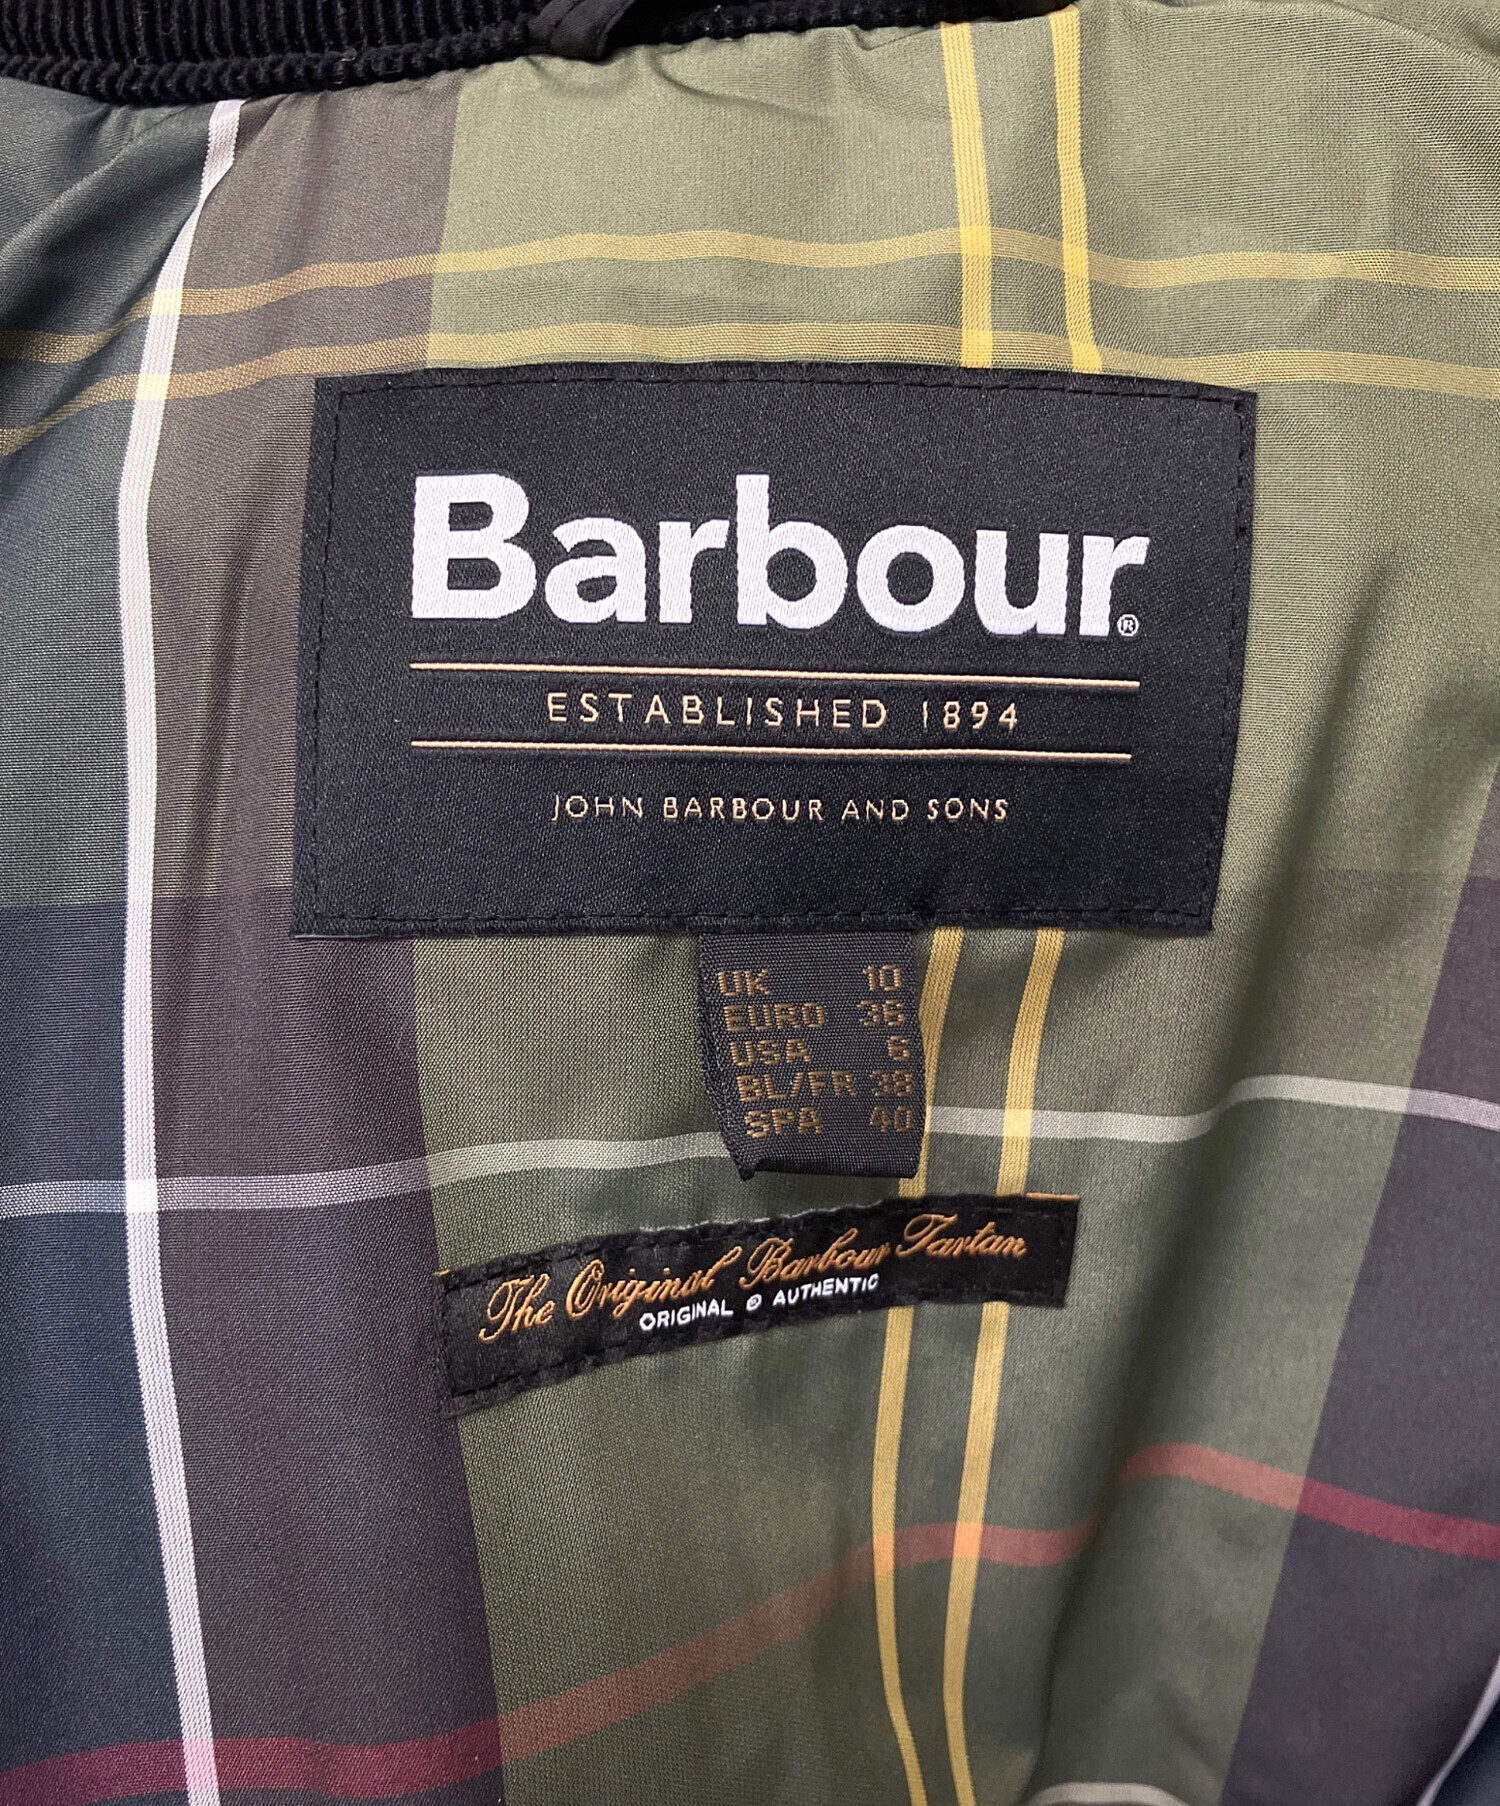 Barbour®
ESTABLISHED 1894
JOHN BARBOUR AND SONS
UK 10
EURO 36
USA 6
BL/FR 38
SPA 40
The Original Barbour Tartan
ORIGINAL © AUTHENTIC